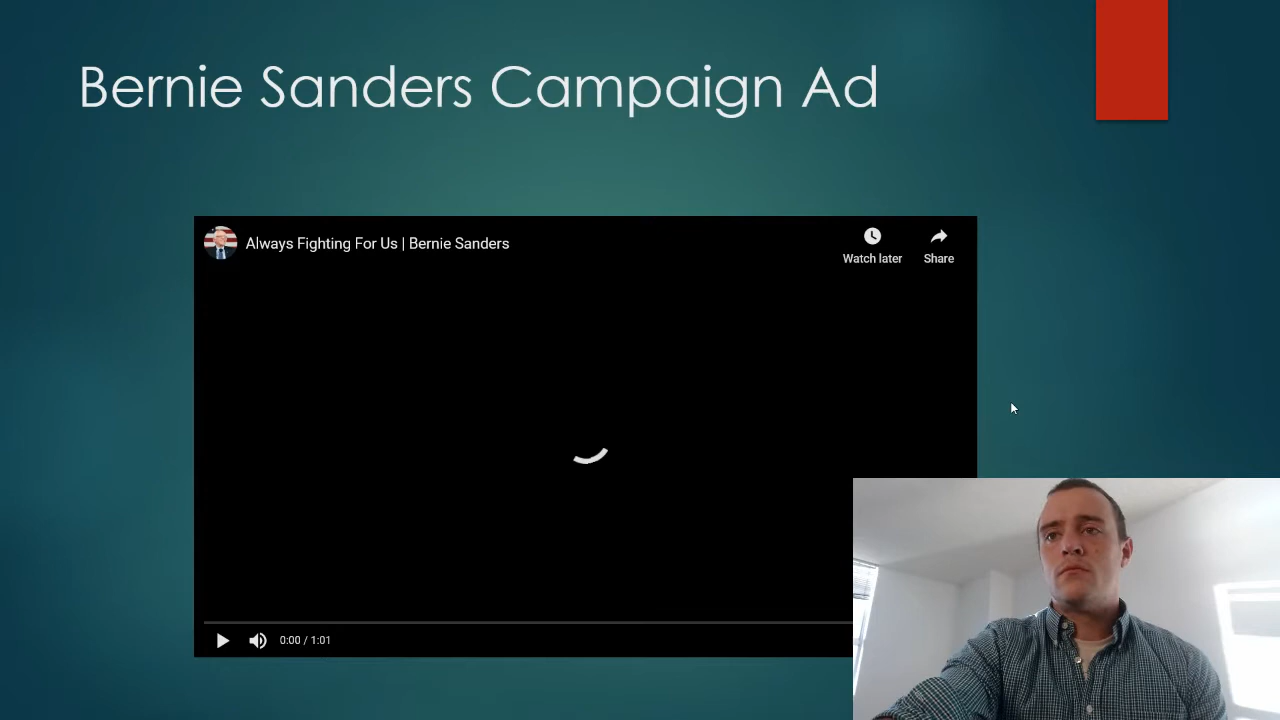 Bernie Sanders Campaign Ad
Always Fighting For Us | Bernie Sanders
Watch later
Share
0:00 / 1:01